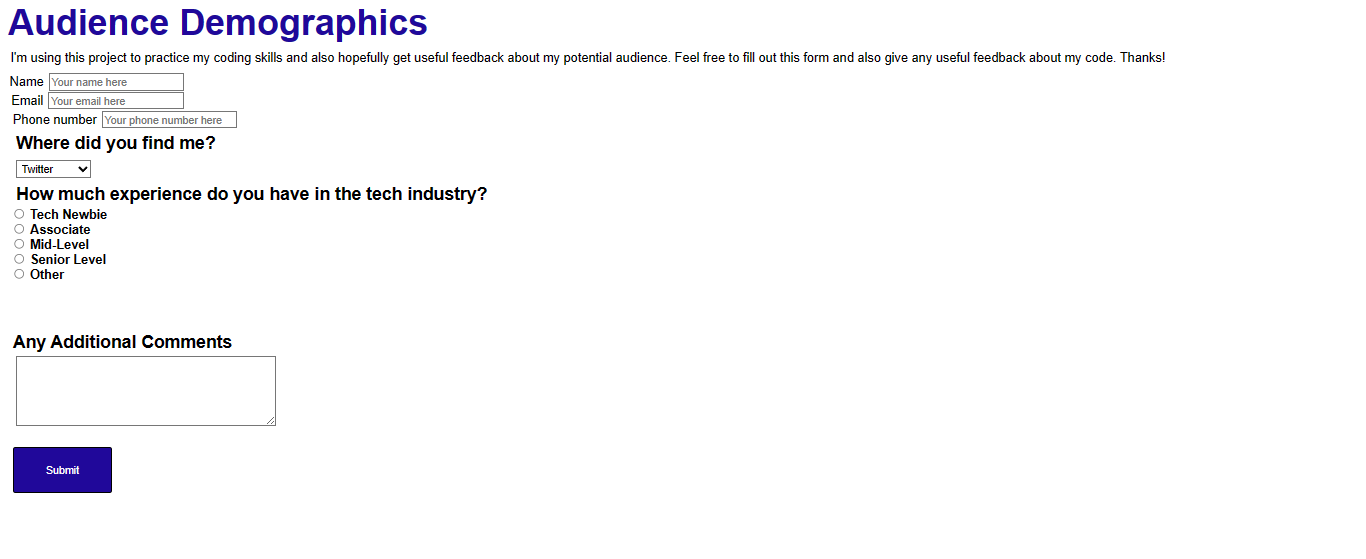 Audience Demographics
I'm using this project to practice my coding skills and also hopefully get useful feedback about my potential audience. Feel free to fill out this form and also give any useful feedback about my code. Thanks!
Name Your name here
Email Your email here
Phone number Your phone number here
Where did you find me?
Twitter
How much experience do you have in the tech industry?
Tech Newbie
Associate
Mid-Level
Senior Level
Other
Any Additional Comments
Submit